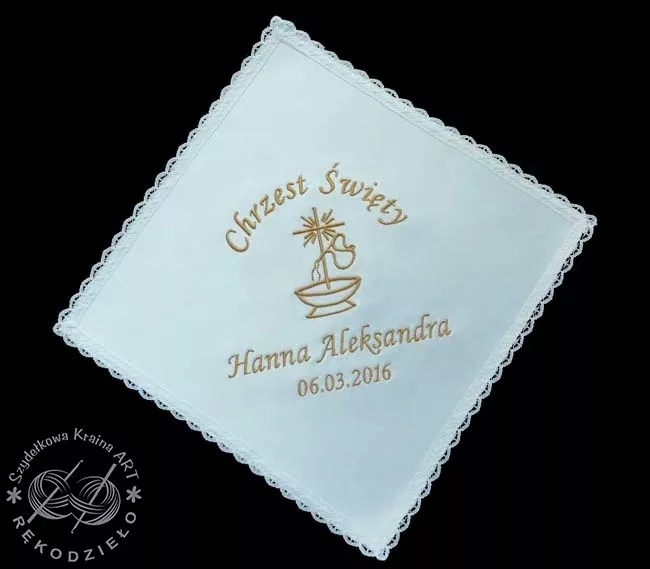 Chrzest Święty
Hanna Aleksandra
06.03.2016
Szydełkowa Kraina ART
RĘKODZIEŁO